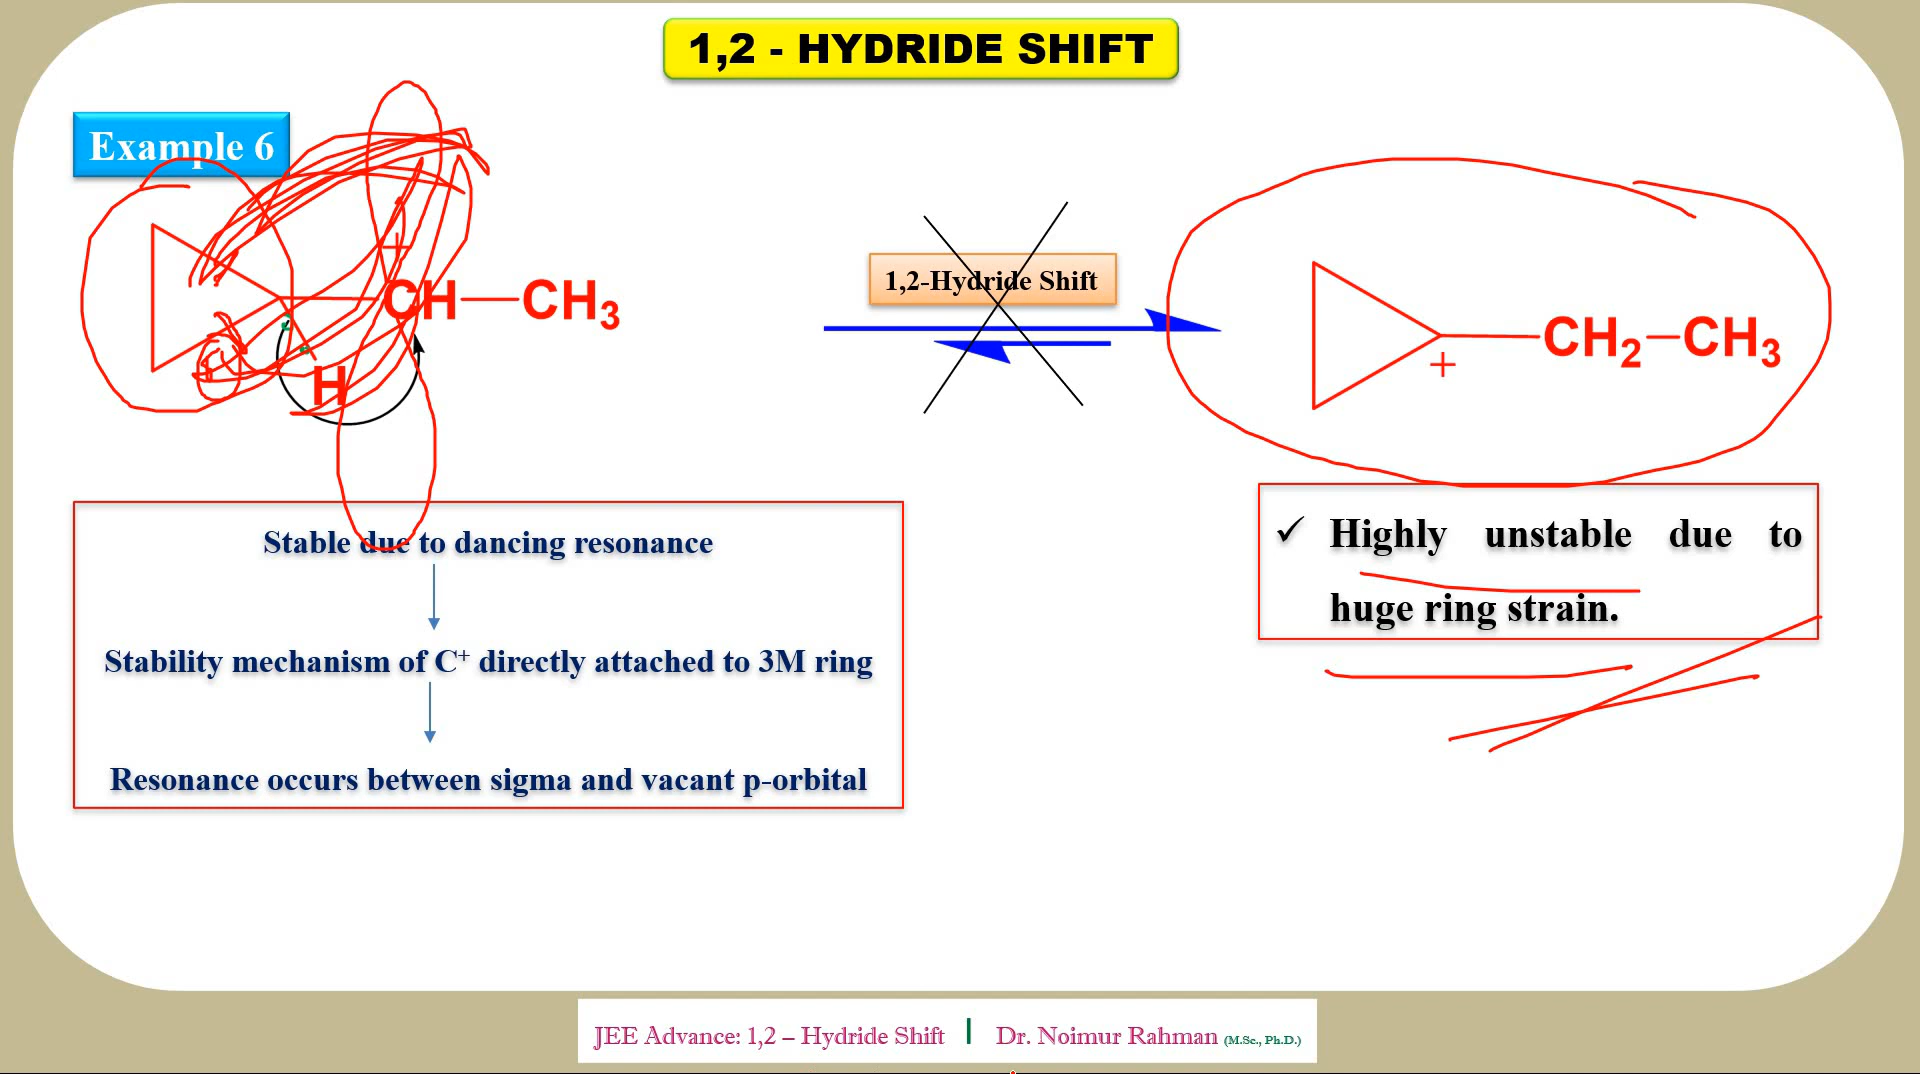 1,2 - HYDRIDE SHIFT
Example 6
+
CH—CH₃
H
1,2-Hydride Shift
CH₂—CH₃
+
Stable due to dancing resonance
Stability mechanism of C⁺ directly attached to 3M ring
Resonance occurs between sigma and vacant p-orbital
✓ Highly unstable due to
huge ring strain.
JEE Advance: 1,2 – Hydride Shift | Dr. Noimur Rahman (M.Sc., Ph.D.)